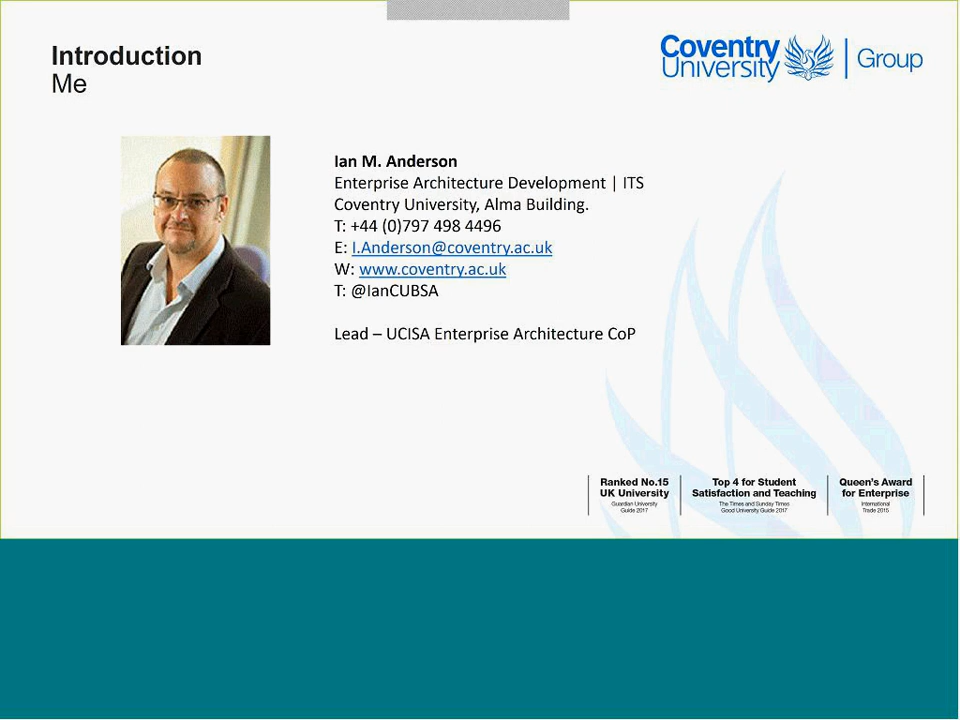 Introduction
Me
Coventry
University
Group
Ian M. Anderson
Enterprise Architecture Development | ITS
Coventry University, Alma Building.
T: +44 (0)797 498 4496
E: I.Anderson@coventry.ac.uk
W: www.coventry.ac.uk
T: @IanCUBSA
Lead – UCISA Enterprise Architecture CoP
Ranked No.15
UK University
Guardian University
Guide 2017
Top 4 for Student
Satisfaction and Teaching
The Times and Sunday Times
Good University Guide 2017
Queen's Award
for Enterprise
International
Trade 2015